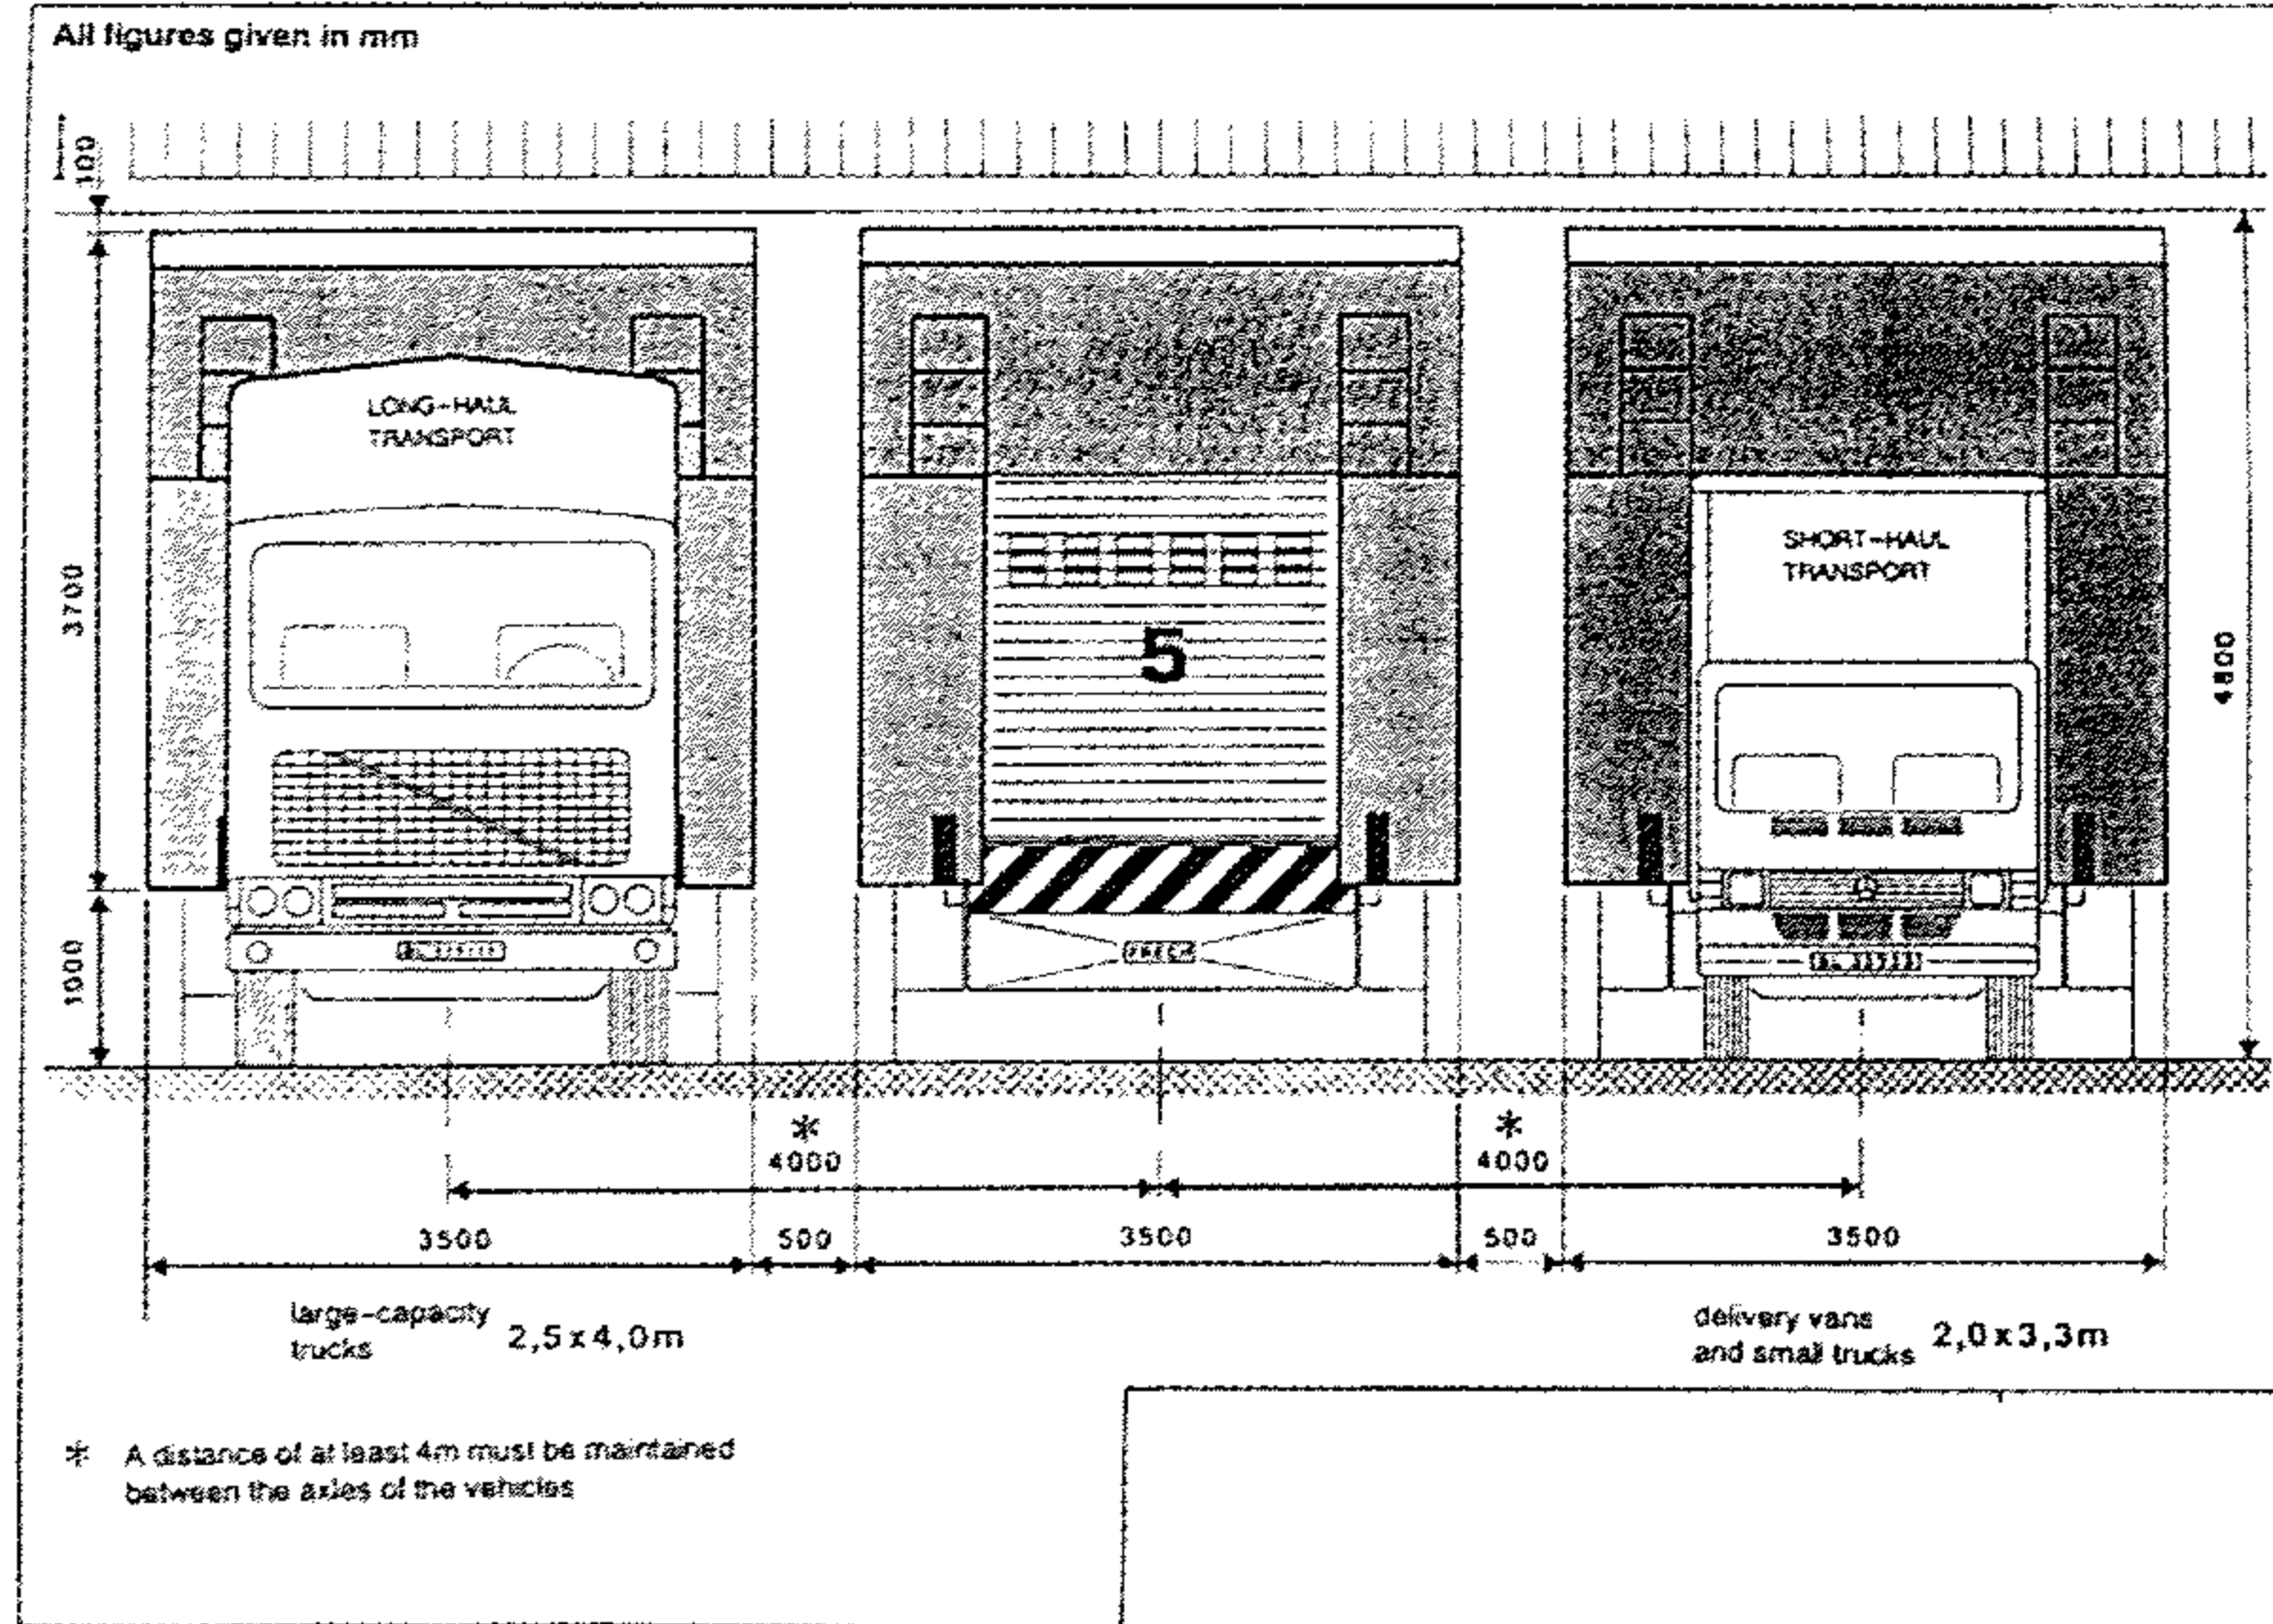 All figures given in mm
100
LONG-HAUL
TRANSPORT
SHORT-HAUL
TRANSPORT
3700
5
4800
1000
*
4000
*
4000
3500
500
3500
500
3500
large-capacity
trucks
2,5 x 4,0m
delivery vans
and small trucks
2,0 x 3,3m
* A distance of at least 4m must be maintained
between the axles of the vehicles